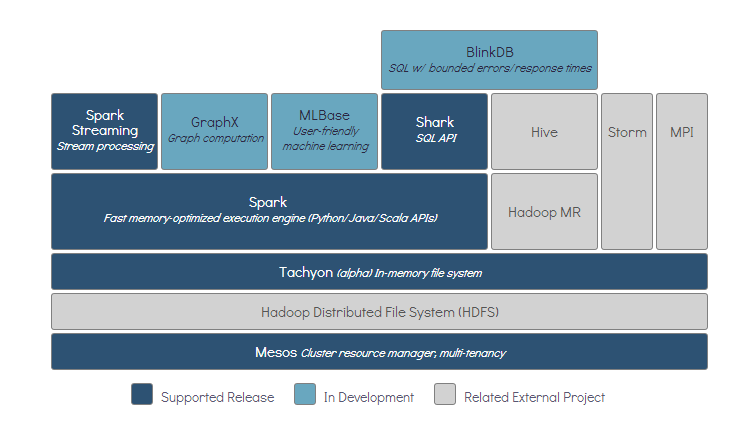 BlinkDB
SQL w/ bounded errors/response times
Spark
Streaming
Stream processing
GraphX
Graph computation
MLBase
User-friendly
machine learning
Shark
SQL API
Hive
Storm
MPI
Spark
Fast memory-optimized execution engine (Python/Java/Scala APIs)
Hadoop MR
Tachyon (alpha) In-memory file system
Hadoop Distributed File System (HDFS)
Mesos Cluster resource manager, multi-tenancy
Supported Release
In Development
Related External Project